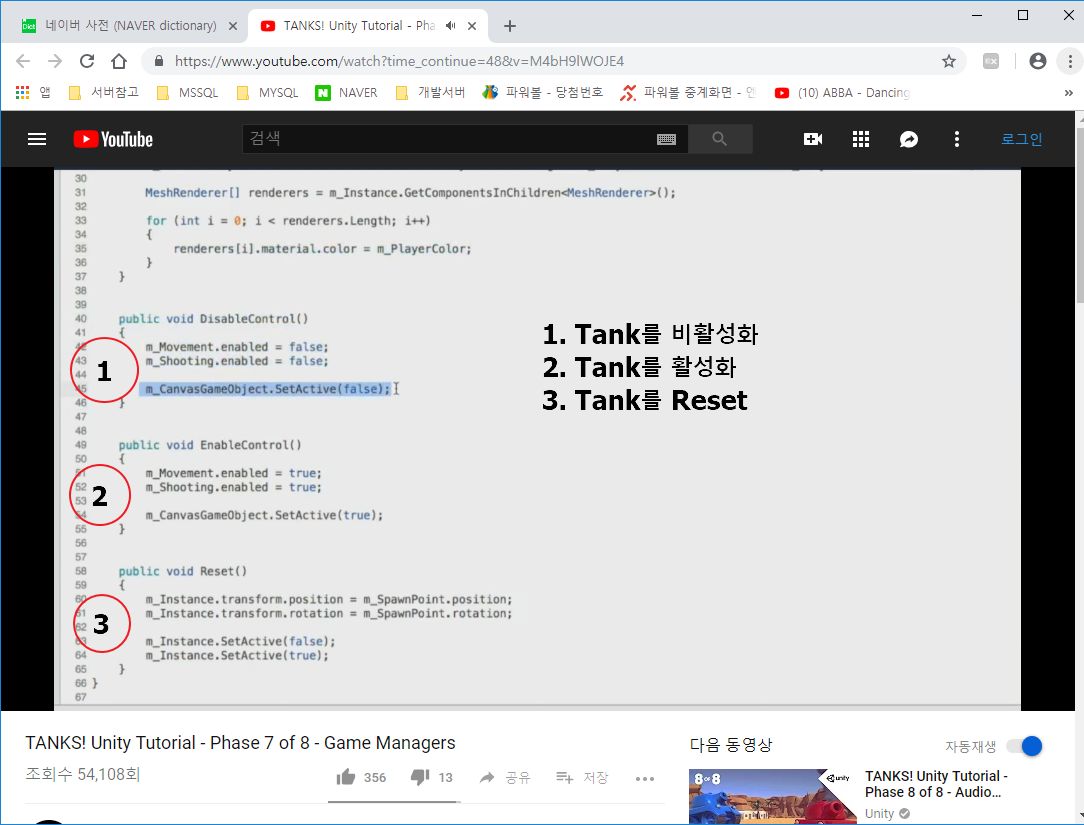 네이버 사전 (NAVER dictionary)
TANKS! Unity Tutorial - Pha
https://www.youtube.com/watch?time_continue=48&v=M4bH9lWOJE4
앱 서버참고 MSSQL MYSQL NAVER 개발서버 파워볼 - 당첨번호 파워볼 중계화면 - 엔 (10) ABBA - Dancing
YouTube 검색 로그인
30
31 MeshRenderer[] renderers = m_Instance.GetComponentsInChildren<MeshRenderer>();
32
33 for (int i = 0; i < renderers.Length; i++)
34 {
35 renderers[i].material.color = m_PlayerColor;
36 }
37 }
38
39
40 public void DisableControl()
41 {
42 m_Movement.enabled = false;
43 m_Shooting.enabled = false;
44
45 m_CanvasGameObject.SetActive(false);
46 }
47
48
49 public void EnableControl()
50 {
51 m_Movement.enabled = true;
52 m_Shooting.enabled = true;
53
54 m_CanvasGameObject.SetActive(true);
55 }
56
57
58 public void Reset()
59 {
60 m_Instance.transform.position = m_SpawnPoint.position;
61 m_Instance.transform.rotation = m_SpawnPoint.rotation;
62
63 m_Instance.SetActive(false);
64 m_Instance.SetActive(true);
65 }
66 }
67
1
2
3
1. Tank를 비활성화
2. Tank를 활성화
3. Tank를 Reset
TANKS! Unity Tutorial - Phase 7 of 8 - Game Managers
조회수 54,108회
356 13 공유 저장
다음 동영상 자동재생
8 OF 8 unity
TANKS! Unity Tutorial -
Phase 8 of 8 - Audio...
Unity